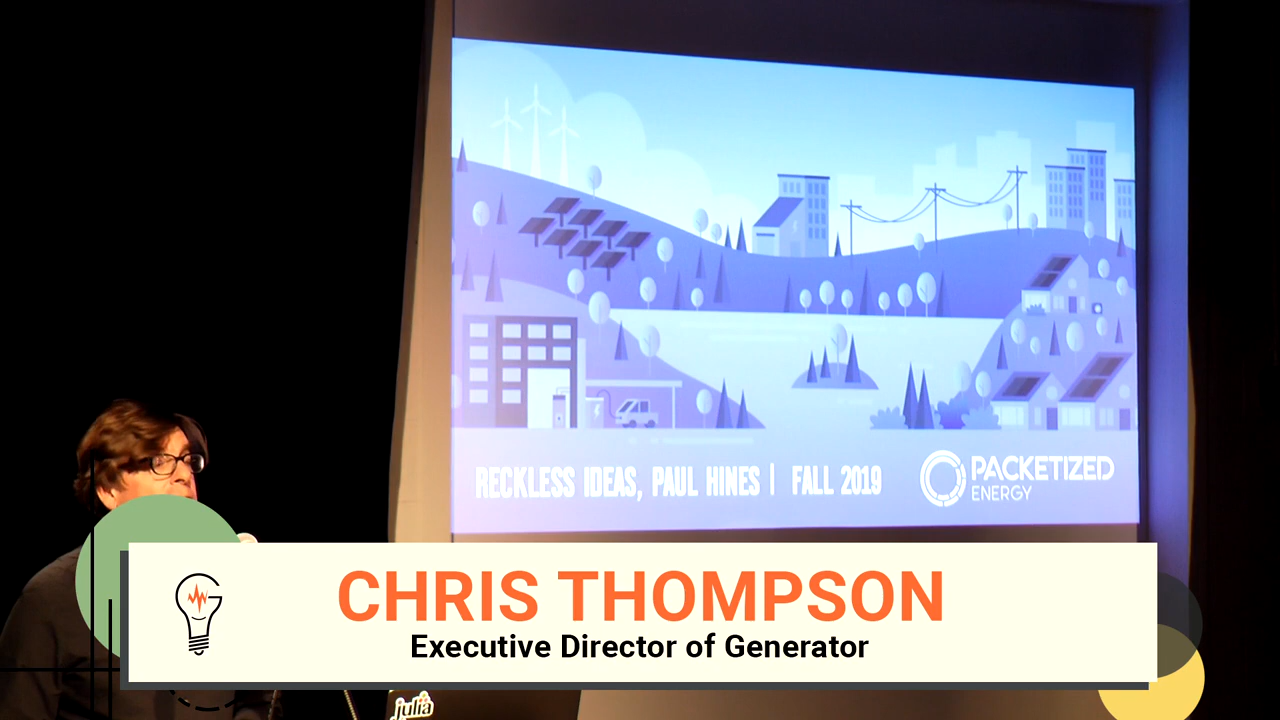 RECKLESS IDEAS, PAUL HINES | FALL 2019
PACKETIZED
ENERGY
CHRIS THOMPSON
Executive Director of Generator
julia